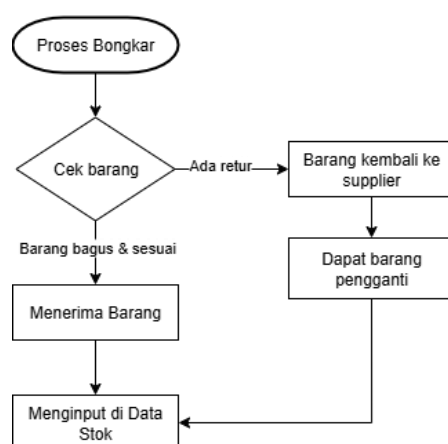 Proses Bongkar
Cek barang
Ada retur
Barang kembali ke
supplier
Barang bagus & sesuai
Dapat barang
pengganti
Menerima Barang
Menginput di Data
Stok